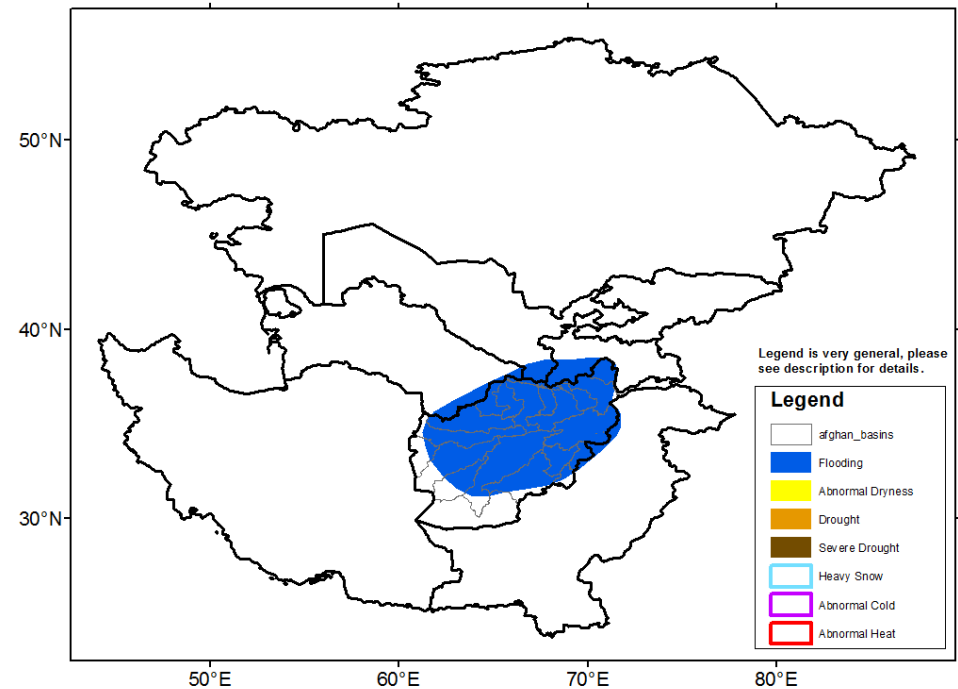 50°N
40°N
30°N
Legend is very general, please
see description for details.
Legend
afghan_basins
Flooding
Abnormal Dryness
Drought
Severe Drought
Heavy Snow
Abnormal Cold
Abnormal Heat
50°E
60°E
70°E
80°E